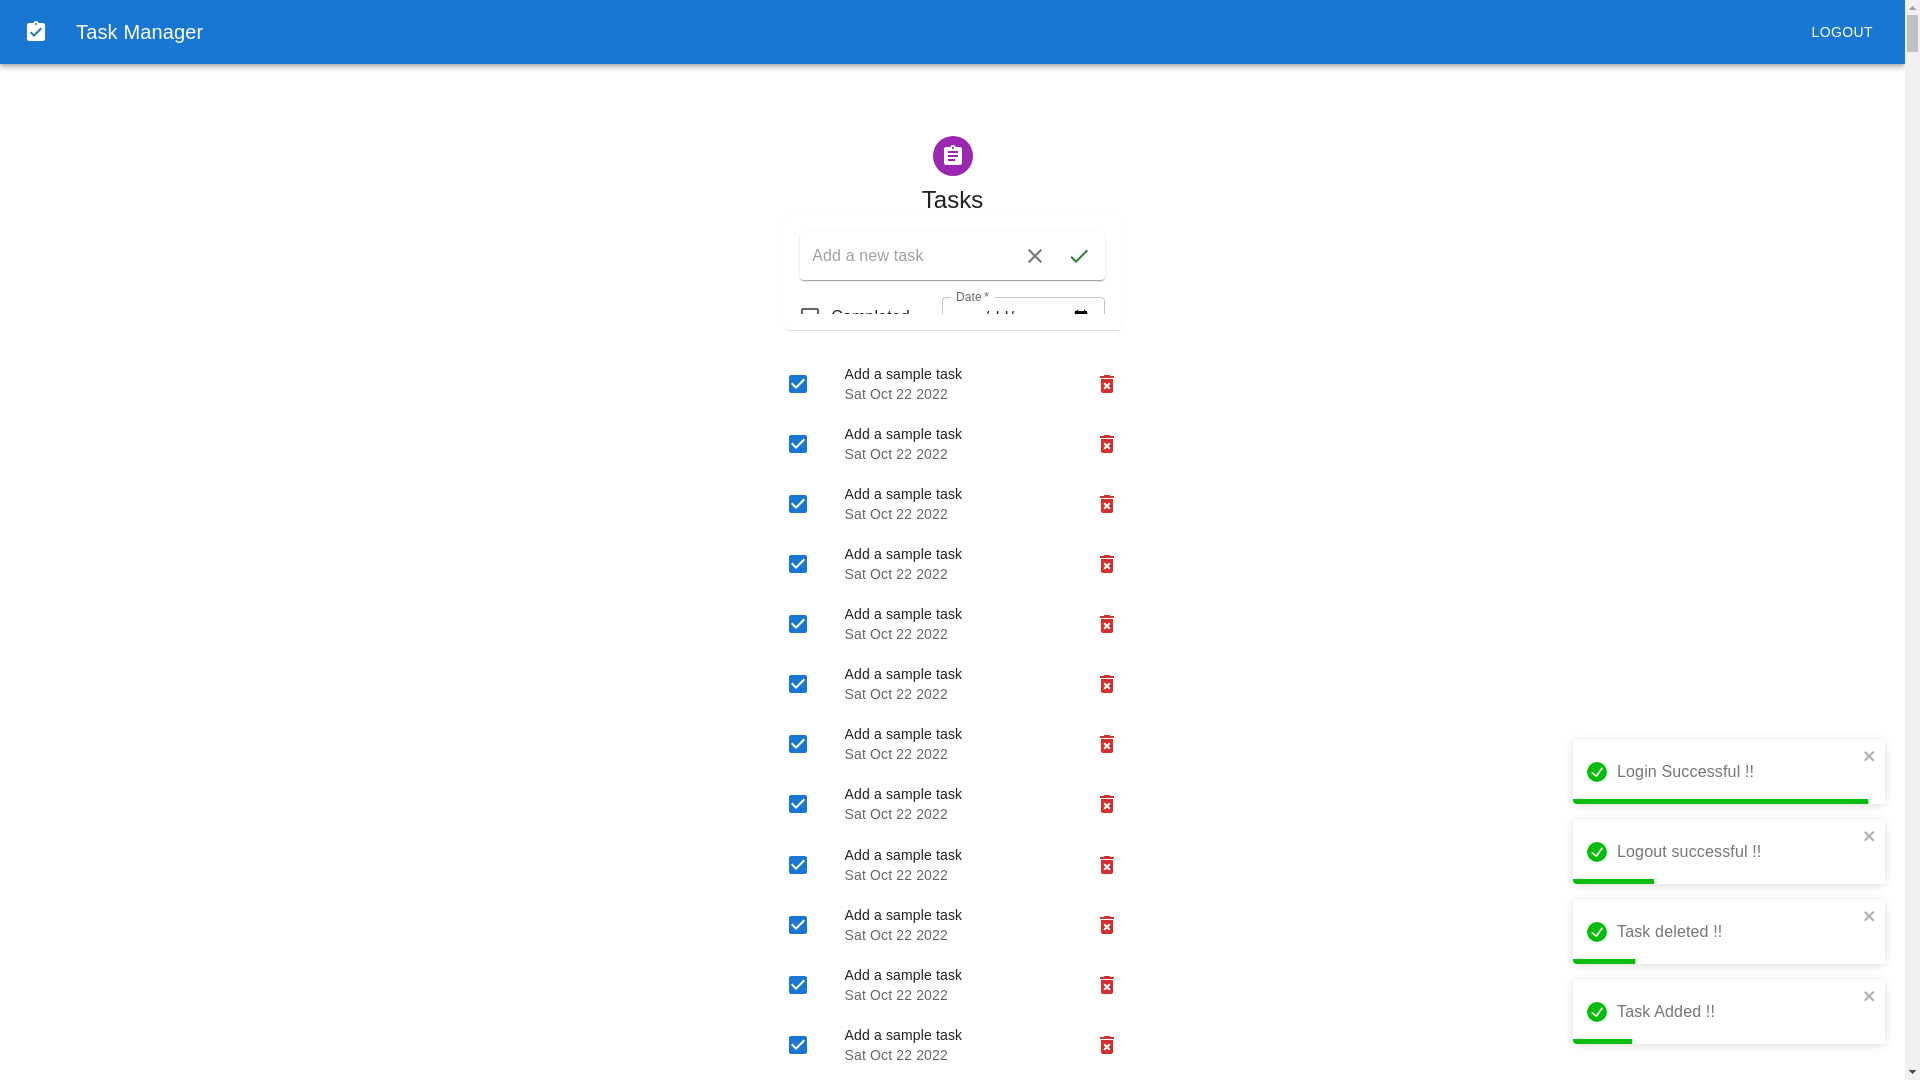 Task Manager
LOGOUT
Tasks
Add a new task
Date *
Completed
Add a sample task
Sat Oct 22 2022
Add a sample task
Sat Oct 22 2022
Add a sample task
Sat Oct 22 2022
Add a sample task
Sat Oct 22 2022
Add a sample task
Sat Oct 22 2022
Add a sample task
Sat Oct 22 2022
Add a sample task
Sat Oct 22 2022
Add a sample task
Sat Oct 22 2022
Add a sample task
Sat Oct 22 2022
Add a sample task
Sat Oct 22 2022
Add a sample task
Sat Oct 22 2022
Add a sample task
Sat Oct 22 2022
Login Successful !!
Logout successful !!
Task deleted !!
Task Added !!